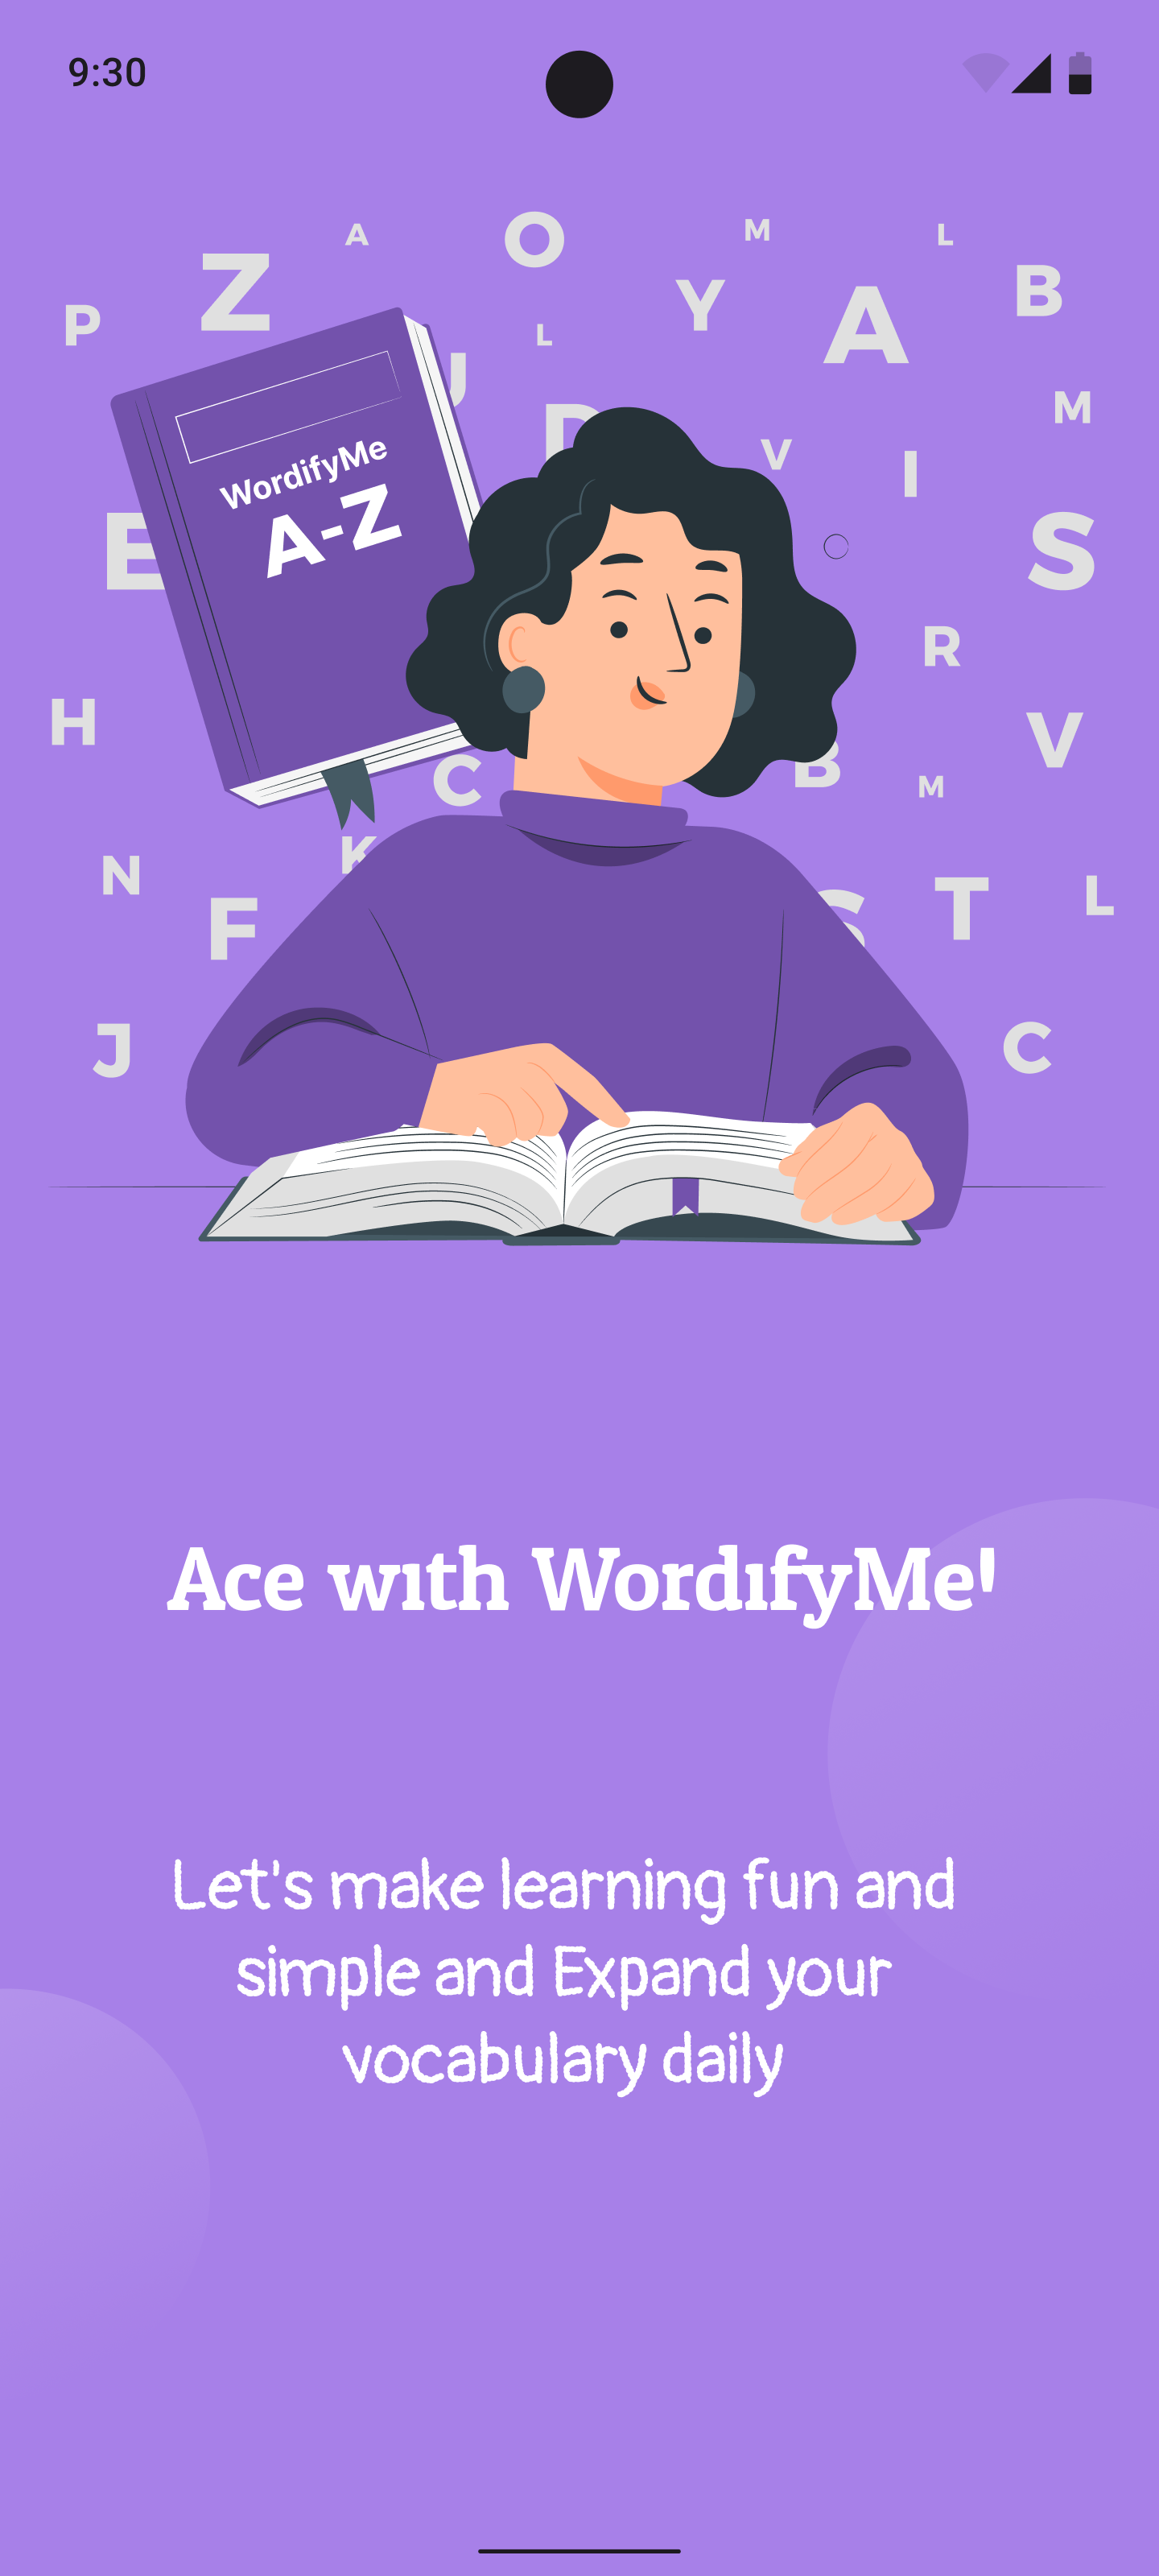 9:30
A
O
M
L
Z
Y
A
B
P
L
U
M
D
V
I
WordifyMe
A-Z
E
S
R
H
V
C
B
M
K
N
F
S
T
L
J
C
Ace with WordifyMe!
Let's make learning fun and
simple and Expand your
vocabulary daily